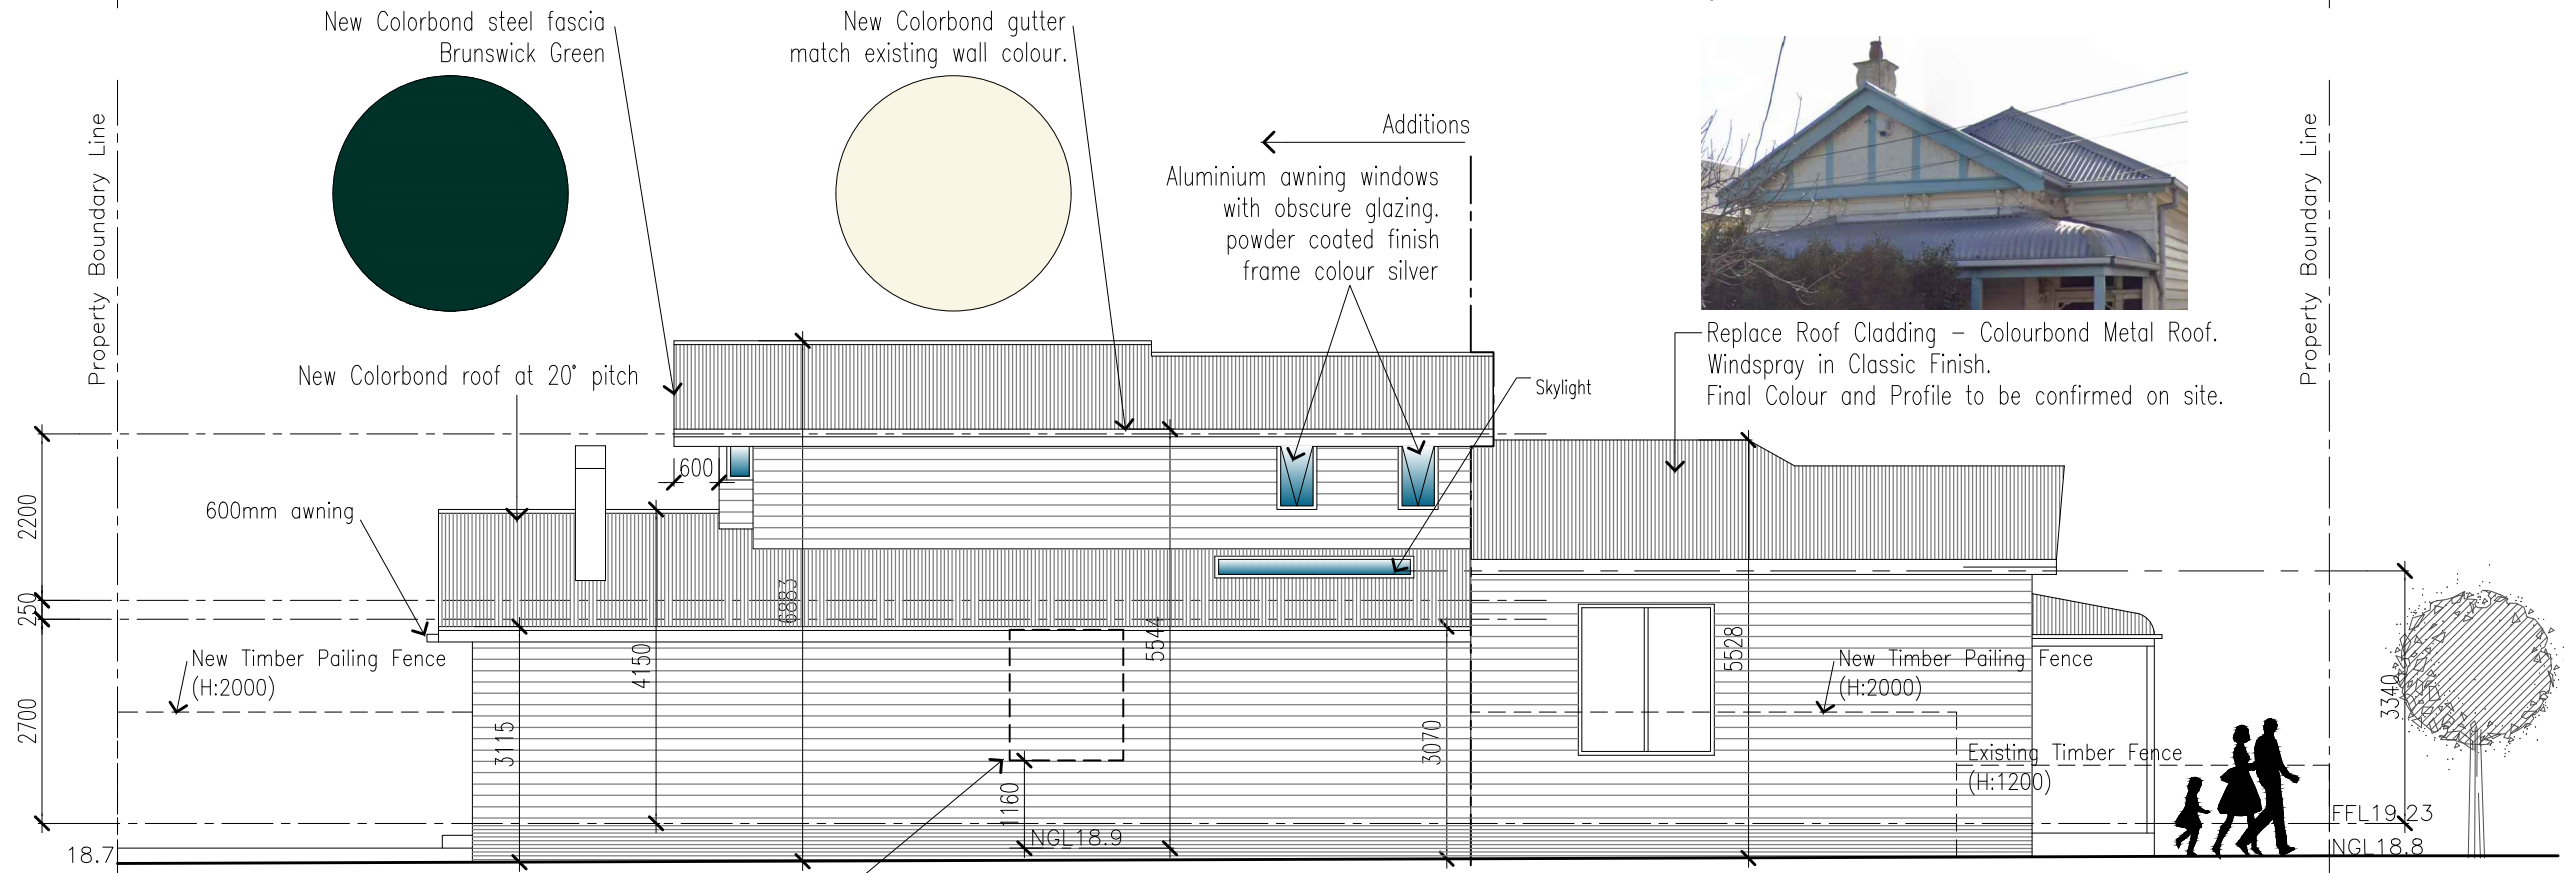 New Colorbond steel fascia
Brunswick Green
New Colorbond gutter
match existing wall colour.
Additions
Aluminium awning windows
with obscure glazing.
powder coated finish
frame colour silver
Property Boundary Line
Property Boundary Line
Replace Roof Cladding – Colourbond Metal Roof.
Windspray in Classic Finish.
Final Colour and Profile to be confirmed on site.
New Colorbond roof at 20° pitch
Skylight
600
600mm awning
2200
250
2700
6883
5544
4150
5528
3340
3115
3070
1160
New Timber Pailing Fence
(H:2000)
New Timber Pailing Fence
(H:2000)
Existing Timber Fence
(H:1200)
FFL19.23
NGL18.9
NGL18.8
18.7